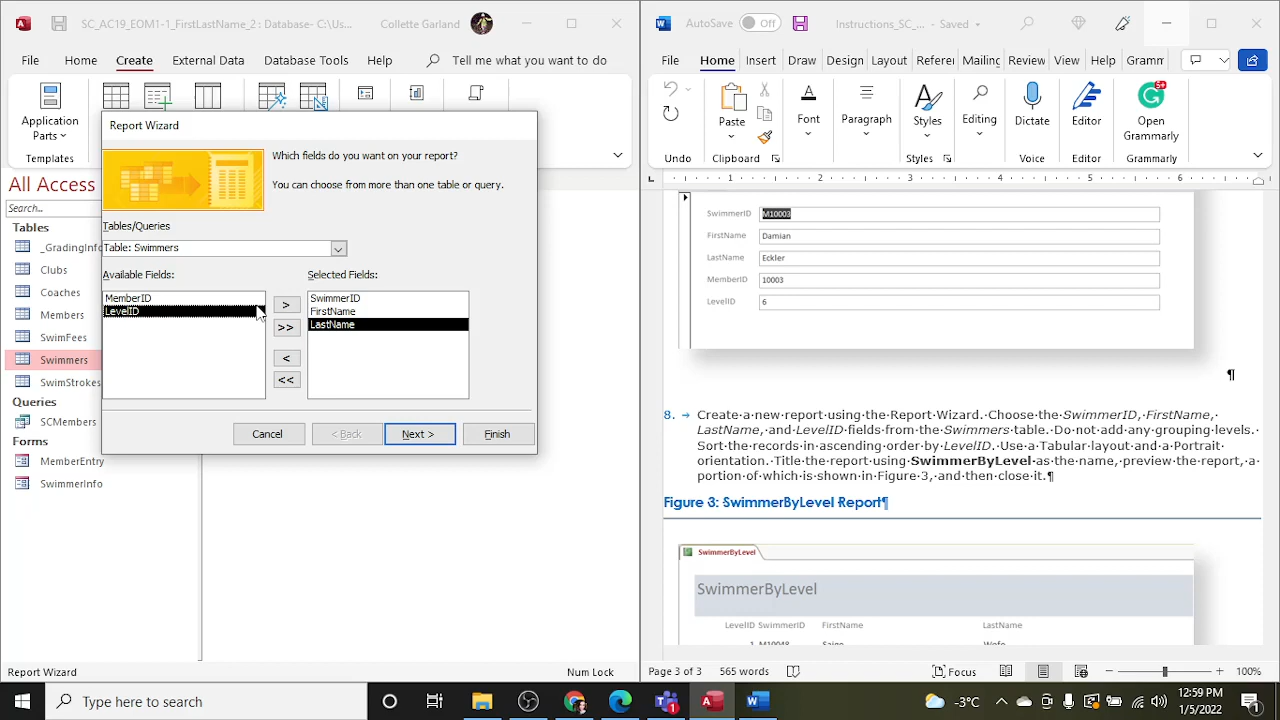 SC_AC19_EOM1-1_FirstLastName_2 : Database- C:\Us...
Collette Garland
File
Home
Create
External Data
Database Tools
Help
Tell me what you want to do
Application
Parts
Templates
All Access
Search...
Tables
_GradingInfo
Clubs
Coaches
Members
SwimFees
Swimmers
SwimStrokes
Queries
SCMembers
Forms
MemberEntry
SwimmerInfo
Report Wizard
Which fields do you want on your report?
You can choose from more than one table or query.
Tables/Queries
Table: Swimmers
Available Fields:
Selected Fields:
MemberID
LevelID
>
>>
<
<<
SwimmerID
FirstName
LastName
Cancel
< Back
Next >
Finish
Report Wizard
Num Lock
AutoSave
Off
Instructions_SC_...
- Saved
File
Home
Insert
Draw
Design
Layout
Referen
Mailing
Review
View
Help
Gramm
Undo
Paste
Clipboard
Font
Paragraph
Styles
Styles
Editing
Dictate
Voice
Editor
Editor
5+
Open
Grammarly
Grammarly
1 2 3 4 5 6
SwimmerID M10003
FirstName Damian
LastName Eckler
MemberID 10003
LevelID 6
¶
8. → Create·a·new·report·using·the·Report·Wizard.·Choose·the·SwimmerID,·FirstName,·
LastName,·and·LevelID·fields·from·the·Swimmers·table.·Do·not·add·any·grouping·levels.·
Sort·the·records·in·ascending·order·by·LevelID.·Use·a·Tabular·layout·and·a·Portrait·
orientation.·Title·the·report·using·SwimmerByLevel·as·the·name,·preview·the·report,·a·
portion·of·which·is·shown·in·Figure·3,·and·then·close·it.¶
Figure·3:·SwimmerByLevel·Report¶
SwimmerByLevel
SwimmerByLevel
LevelID SwimmerID FirstName LastName
Page 3 of 3
565 words
Focus
100%
Type here to search
-3°C
12:59 PM
1/5/2022